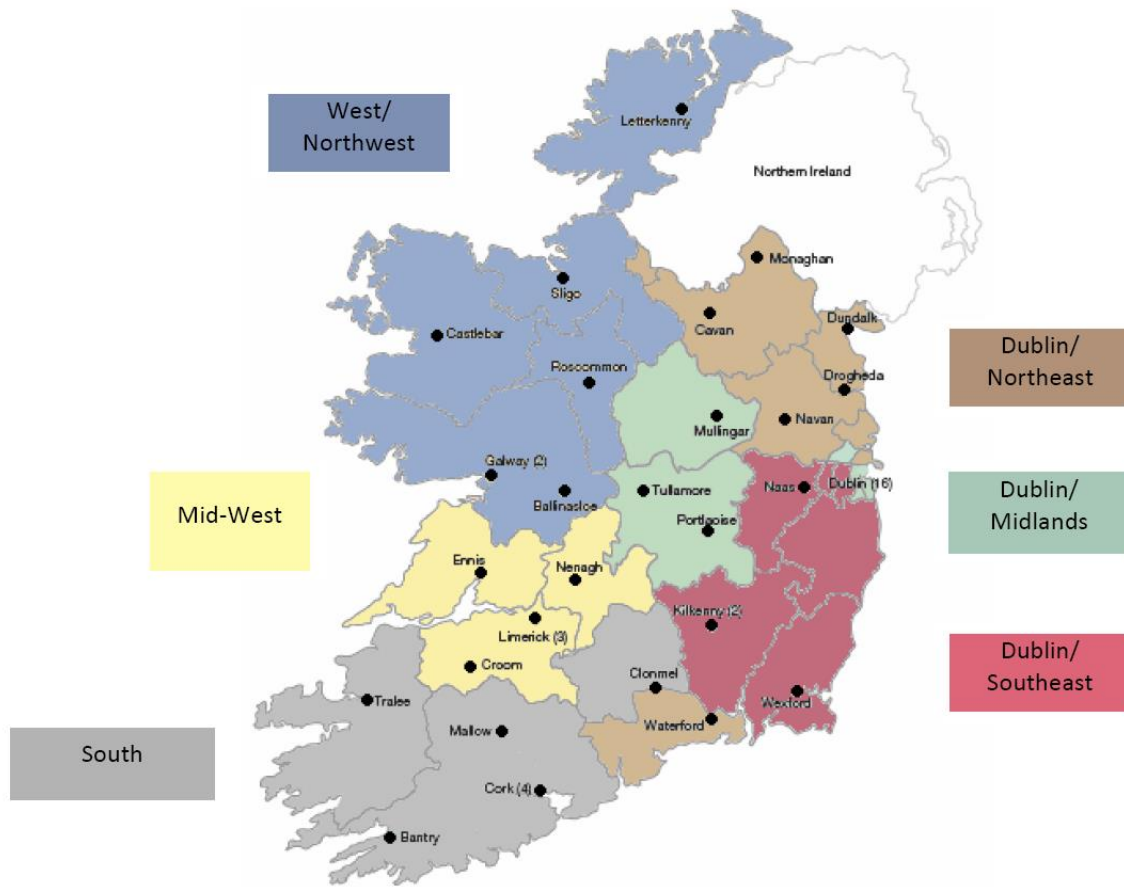 West/
Northwest
Letterkenny
Northern Ireland
Monaghan
Sligo
Cavan
Dundalk
Castlebar
Dublin/
Northeast
Roscommon
Drogheda
Mullingar
Navan
Galway (2)
Ballinasloe
Tullamore
Naas
Dublin (16)
Mid-West
Portlaoise
Dublin/
Midlands
Ennis
Nenagh
Kilkenny (2)
Limerick (3)
Croom
Clonmel
Dublin/
Southeast
Tralee
Wexford
Mallow
Waterford
South
Cork (4)
Bantry